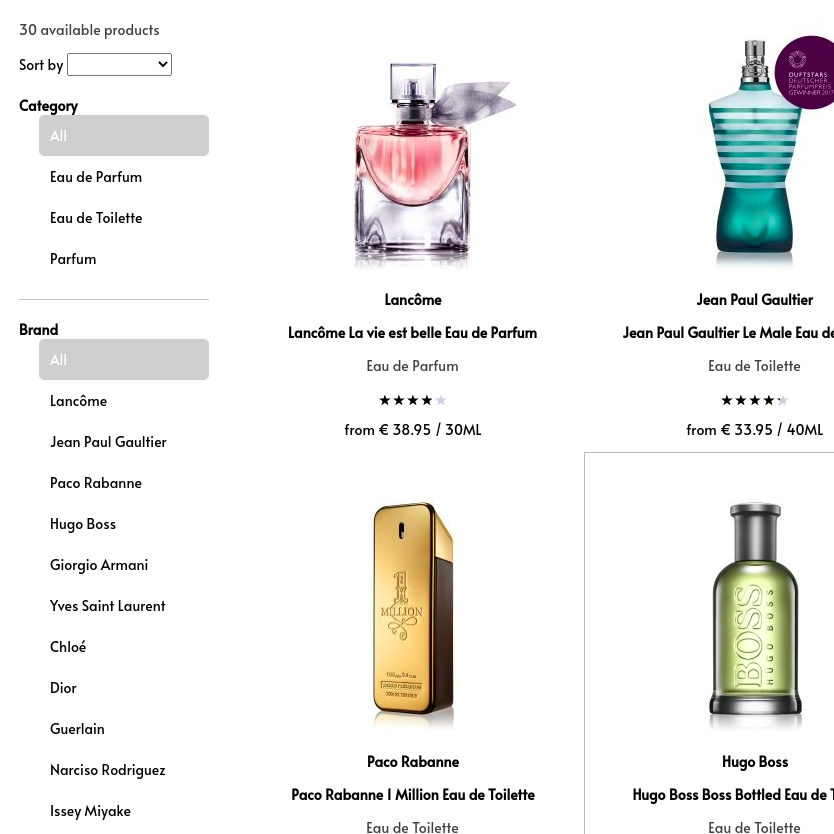 30 available products
Sort by
Category
All
Eau de Parfum
Eau de Toilette
Parfum
Brand
All
Lancôme
Jean Paul Gaultier
Paco Rabanne
Hugo Boss
Giorgio Armani
Yves Saint Laurent
Chloé
Dior
Guerlain
Narciso Rodriguez
Issey Miyake
Lancôme
Lancôme La vie est belle Eau de Parfum
Eau de Parfum
from € 38.95 / 30ML
DUFTSTARS
DEUTSCHER
PARFUMPREIS
GEWINNER 2017
Jean Paul Gaultier
Jean Paul Gaultier Le Male Eau de
Eau de Toilette
from € 33.95 / 40ML
1
MILLION
paco rabanne
Paco Rabanne
Paco Rabanne 1 Million Eau de Toilette
Eau de Toilette
BOSS
HUGO BOSS
Hugo Boss
Hugo Boss Boss Bottled Eau de T
Eau de Toilette